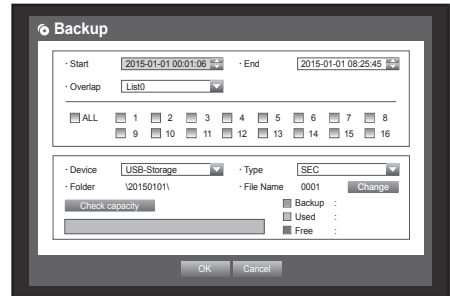 Backup
· Start 2015-01-01 00:01:06 · End 2015-01-01 08:25:45
· Overlap List0
ALL 1 2 3 4 5 6 7 8
9 10 11 12 13 14 15 16
· Device USB-Storage · Type SEC
· Folder \20150101\ · File Name 0001 Change
Check capacity Backup :
Used :
Free :
OK Cancel